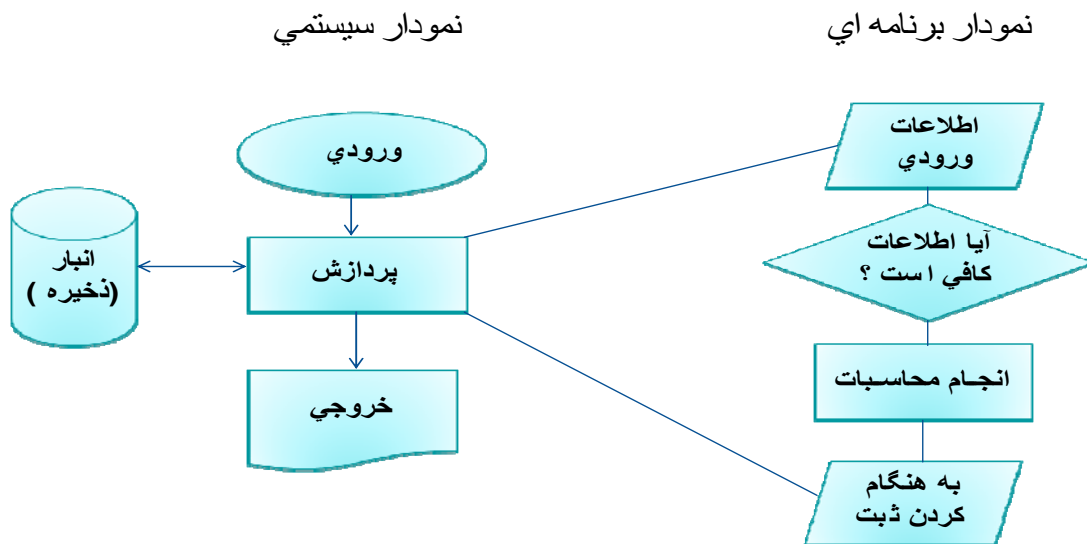 نمودار برنامه اي
نمودار سيستمي
اطلاعات
ورودي
آيا اطلاعات
كافي است ؟
انجام محاسبات
به هنگام
كردن ثبت
ورودي
پردازش
انبار
(ذخيره )
خروجي